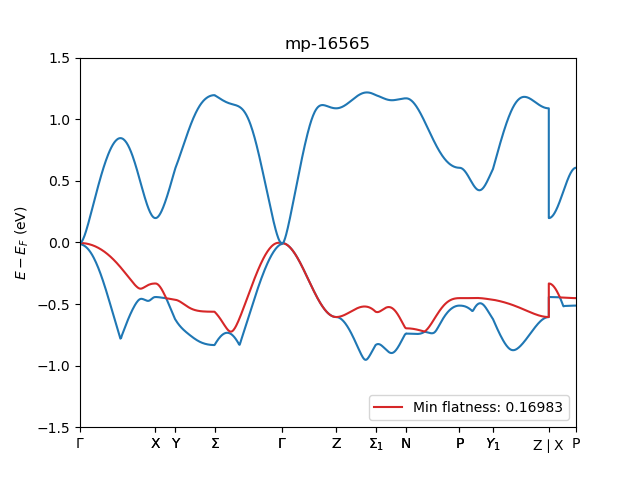 mp-16565
E − E_F (eV)
1.5
1.0
0.5
0.0
−0.5
−1.0
−1.5
Min flatness: 0.16983
Γ X Y Σ Γ Z Σ₁ N P Y₁ Z | X P